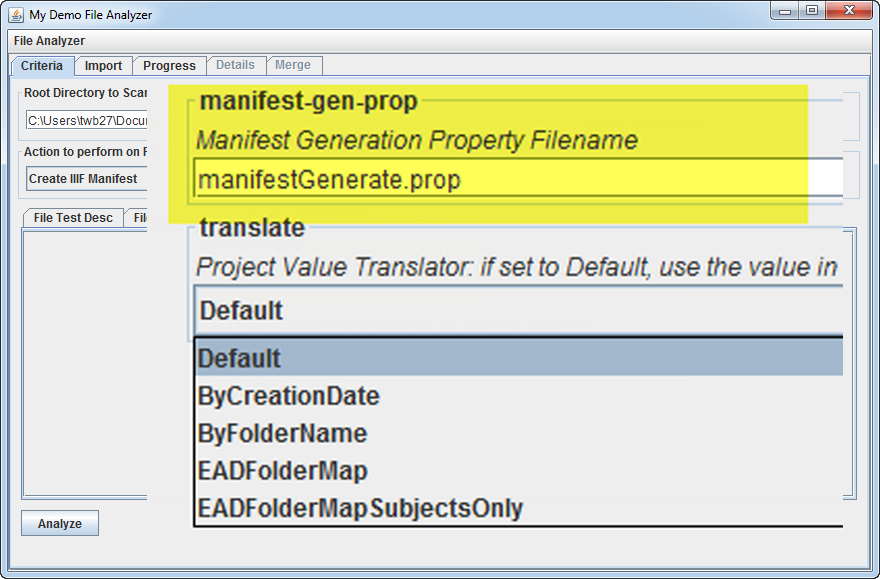 My Demo File Analyzer
File Analyzer
Criteria Import Progress Details Merge
Root Directory to Scan
C:\Users\twb27\Docu
Action to perform on F
Create IIIF Manifest
File Test Desc Fil
manifest-gen-prop
Manifest Generation Property Filename
manifestGenerate.prop
translate
Project Value Translator: if set to Default, use the value in
Default
Default
ByCreationDate
ByFolderName
EADFolderMap
EADFolderMapSubjectsOnly
Analyze